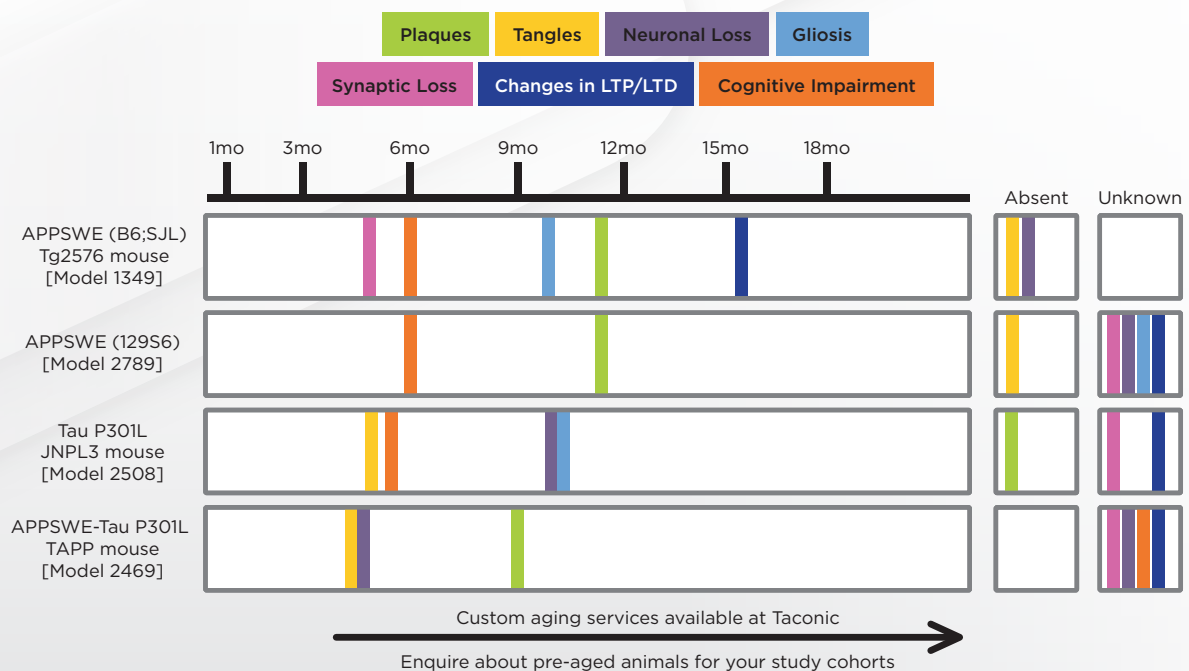 Plaques
Tangles
Neuronal Loss
Gliosis
Synaptic Loss
Changes in LTP/LTD
Cognitive Impairment
1mo
3mo
6mo
9mo
12mo
15mo
18mo
Absent
Unknown
APPSWE (B6;SJL)
Tg2576 mouse
[Model 1349]
APPSWE (129S6)
[Model 2789]
Tau P301L
JNPL3 mouse
[Model 2508]
APPSWE-Tau P301L
TAPP mouse
[Model 2469]
Custom aging services available at Taconic
Enquire about pre-aged animals for your study cohorts